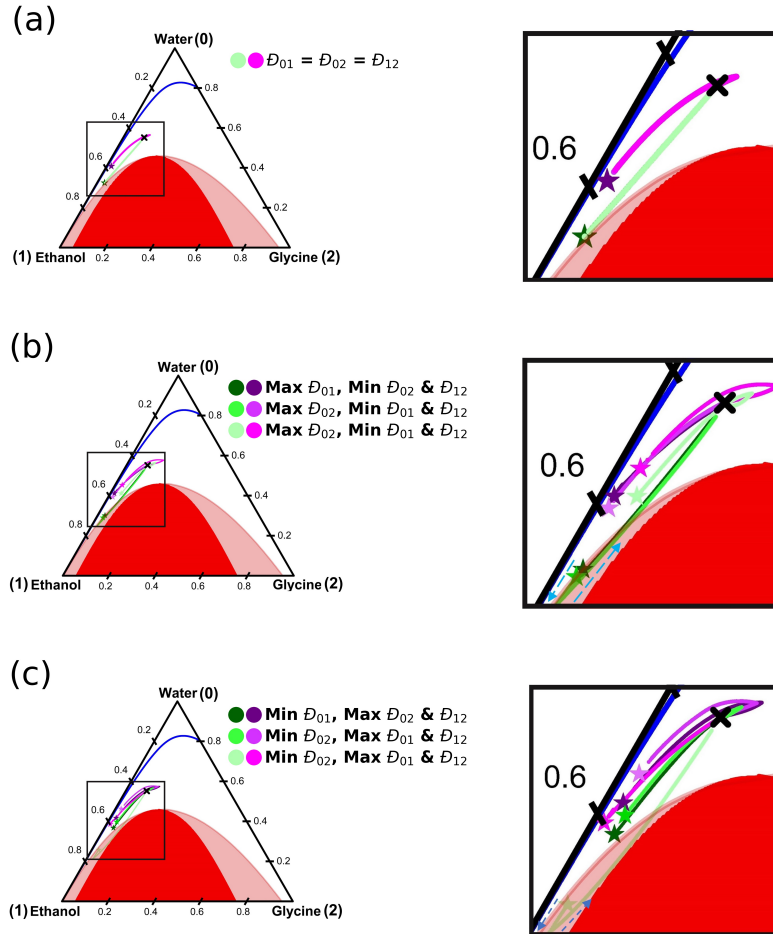 (a)
Water (0)
Đ01 = Đ02 = Đ12
0.2
0.8
0.4
0.6
0.6
0.4
0.8
0.2
(1) Ethanol
0.2
0.4
0.6
0.8
Glycine (2)
0.6
(b)
Water (0)
Max Đ01, Min Đ02 & Đ12
Max Đ02, Min Đ01 & Đ12
Max Đ02, Min Đ01 & Đ12
0.2
0.8
0.4
0.6
0.6
0.4
0.8
0.2
(1) Ethanol
0.2
0.4
0.6
0.8
Glycine (2)
0.6
(c)
Water (0)
Min Đ01, Max Đ02 & Đ12
Min Đ02, Max Đ01 & Đ12
Min Đ02, Max Đ01 & Đ12
0.2
0.8
0.4
0.6
0.6
0.4
0.8
0.2
(1) Ethanol
0.2
0.4
0.6
0.8
Glycine (2)
0.6